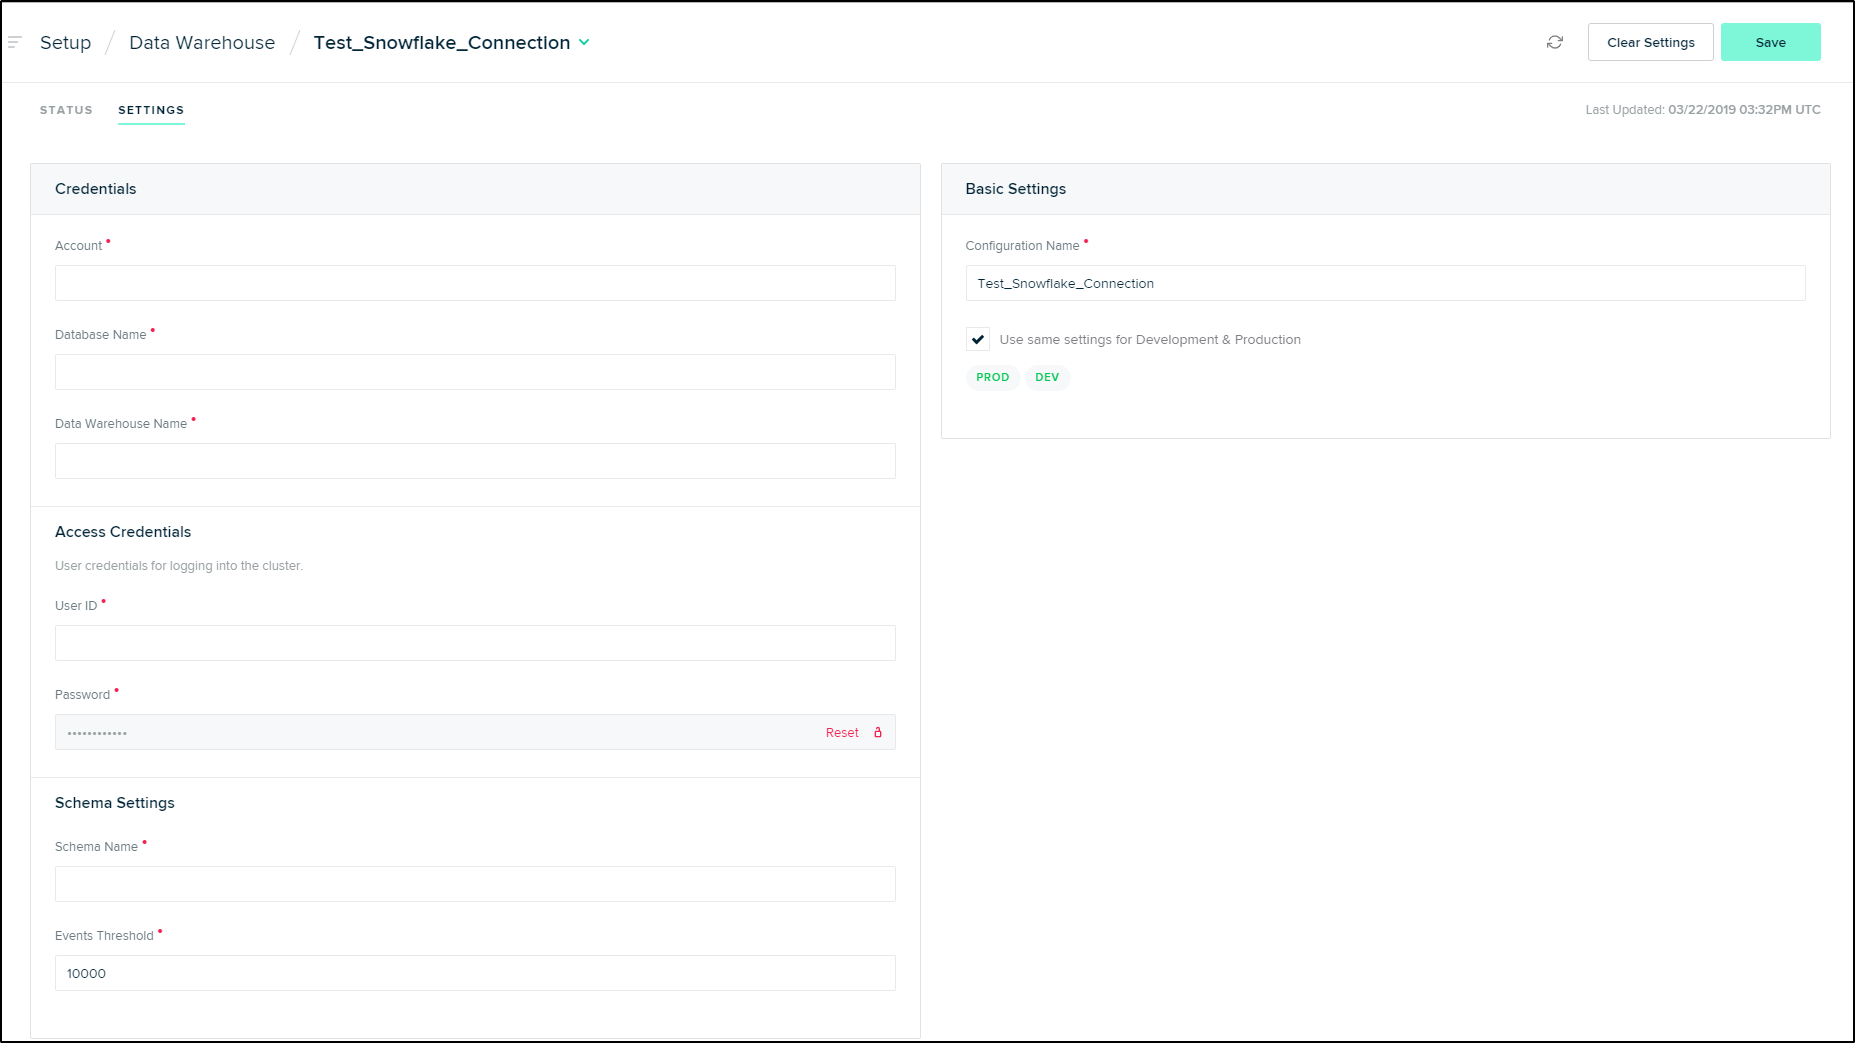 Setup / Data Warehouse / Test_Snowflake_Connection
Clear Settings
Save
STATUS
SETTINGS
Last Updated: 03/22/2019 03:32PM UTC
Credentials
Account •
Database Name •
Data Warehouse Name •
Access Credentials
User credentials for logging into the cluster.
User ID •
Password •
••••••••••••
Reset
Schema Settings
Schema Name •
Events Threshold •
10000
Basic Settings
Configuration Name •
Test_Snowflake_Connection
Use same settings for Development & Production
PROD
DEV